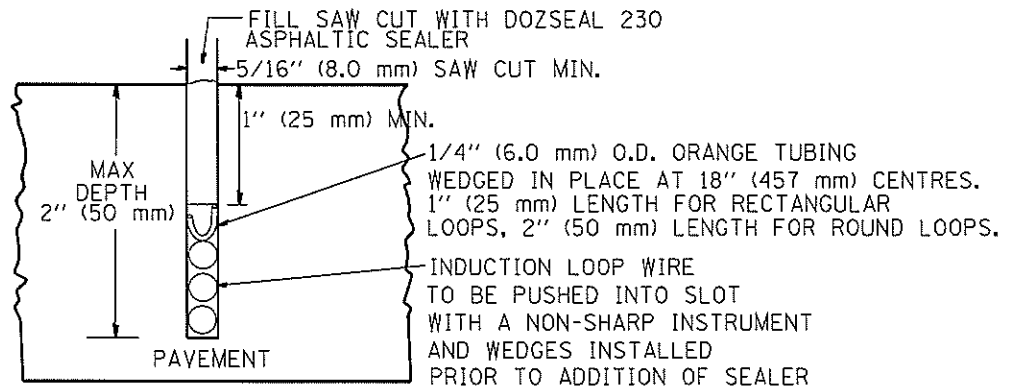 FILL SAW CUT WITH DOZSEAL 230
ASPHALTIC SEALER
5/16" (8.0 mm) SAW CUT MIN.
1" (25 mm) MIN.
MAX
DEPTH
2" (50 mm)
1/4" (6.0 mm) O.D. ORANGE TUBING
WEDGED IN PLACE AT 18" (457 mm) CENTRES.
1" (25 mm) LENGTH FOR RECTANGULAR
LOOPS, 2" (50 mm) LENGTH FOR ROUND LOOPS.
INDUCTION LOOP WIRE
TO BE PUSHED INTO SLOT
WITH A NON-SHARP INSTRUMENT
AND WEDGES INSTALLED
PRIOR TO ADDITION OF SEALER
PAVEMENT